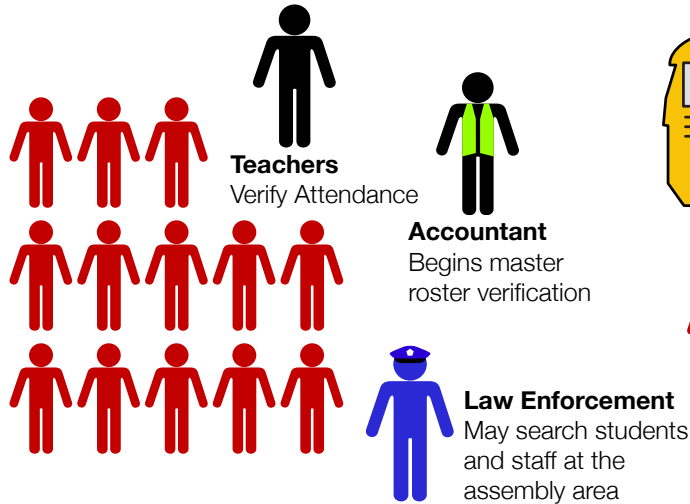 Teachers
Verify Attendance
Accountant
Begins master
roster verification
Law Enforcement
May search students
and staff at the
assembly area